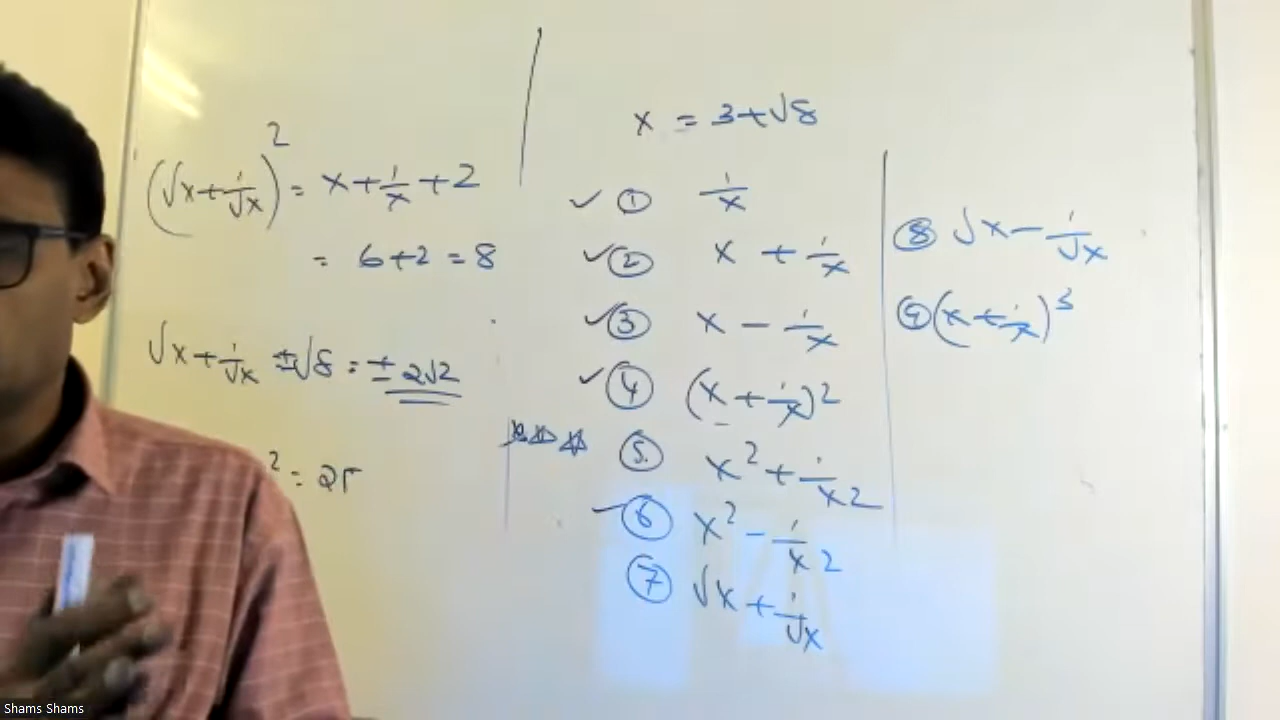 (√x + 1/√x)² = x + 1/x + 2
= 6+2 = 8
√x + 1/√x = ±√8 = ±2√2
² = 25
x = 3+√8
✓ ① 1/x
✓ ② x + 1/x
✓ ③ x - 1/x
✓ ④ (x + 1/x)²
⑤ x² + 1/x²
✓ ⑥ x² - 1/x²
⑦ √x + 1/√x
⑧ √x - 1/√x
⑨ (x + 1/x)³
Shams Shams